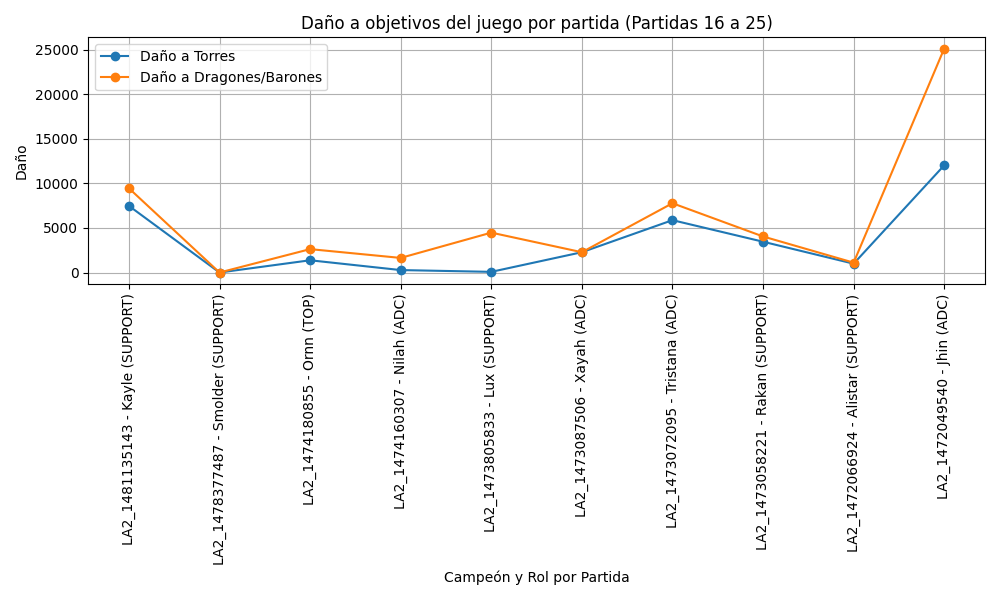 Daño a objetivos del juego por partida (Partidas 16 a 25)
Daño a Torres
Daño a Dragones/Barones
Daño
25000
20000
15000
10000
5000
0
LA2_1481135143 - Kayle (SUPPORT)
LA2_1478377487 - Smolder (SUPPORT)
LA2_1474180855 - Ornn (TOP)
LA2_1474160307 - Nilah (ADC)
LA2_1473805833 - Lux (SUPPORT)
LA2_1473087506 - Xayah (ADC)
LA2_1473072095 - Tristana (ADC)
LA2_1473058221 - Rakan (SUPPORT)
LA2_1472066924 - Alistar (SUPPORT)
LA2_1472049540 - Jhin (ADC)
Campeón y Rol por Partida